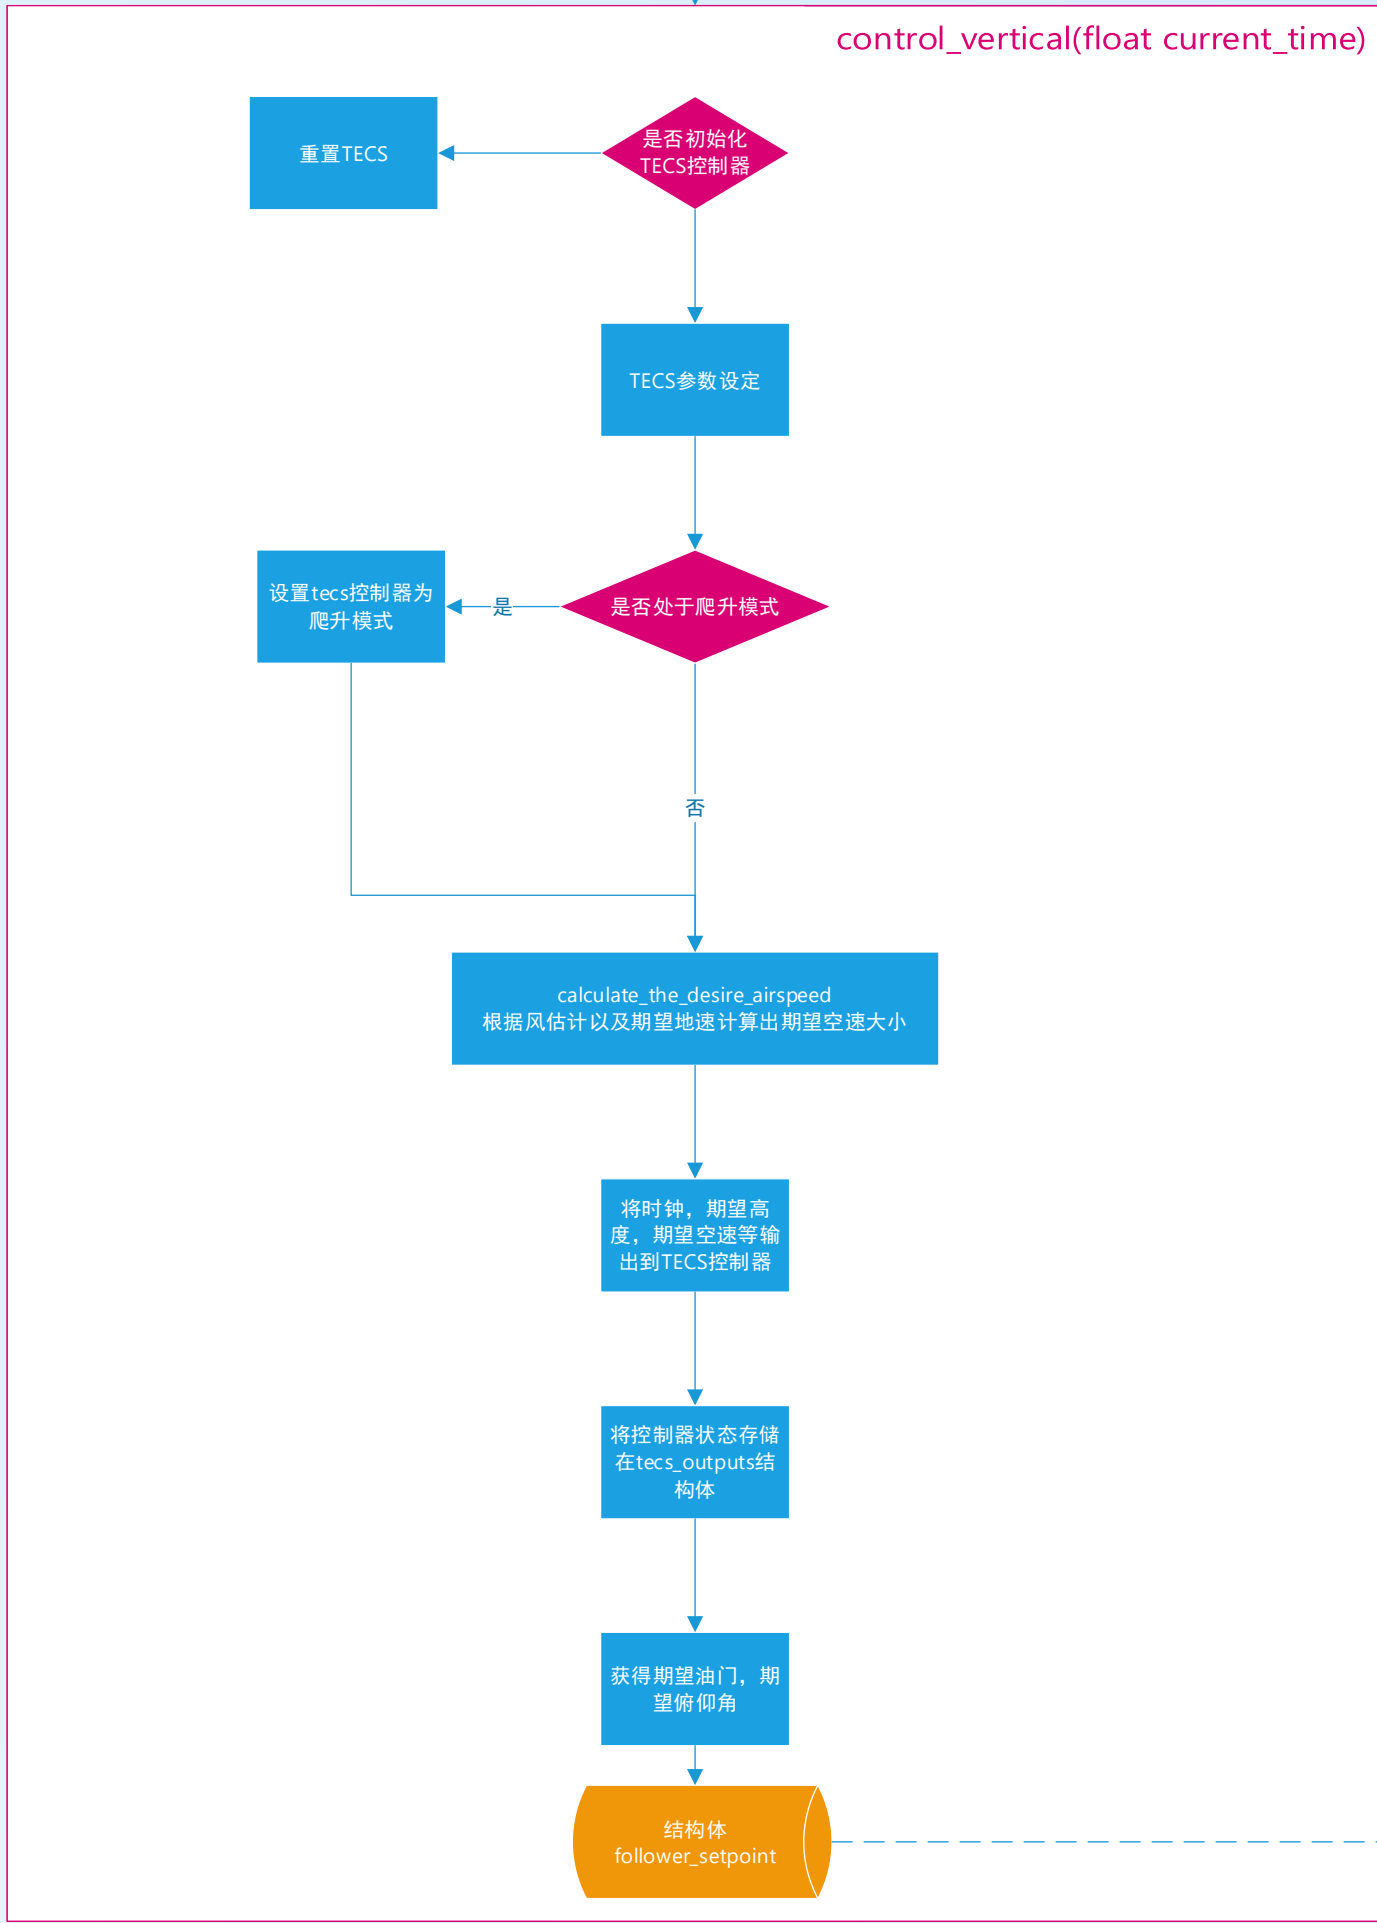 control_vertical(float current_time)
是否初始化
TECS控制器
重置TECS
TECS参数设定
是否处于爬升模式
是
设置tecs控制器为
爬升模式
否
calculate_the_desire_airspeed
根据风估计以及期望地速计算出期望空速大小
将时钟，期望高
度，期望空速等输
出到TECS控制器
将控制器状态存储
在tecs_outputs结
构体
获得期望油门，期
望俯仰角
结构体
follower_setpoint